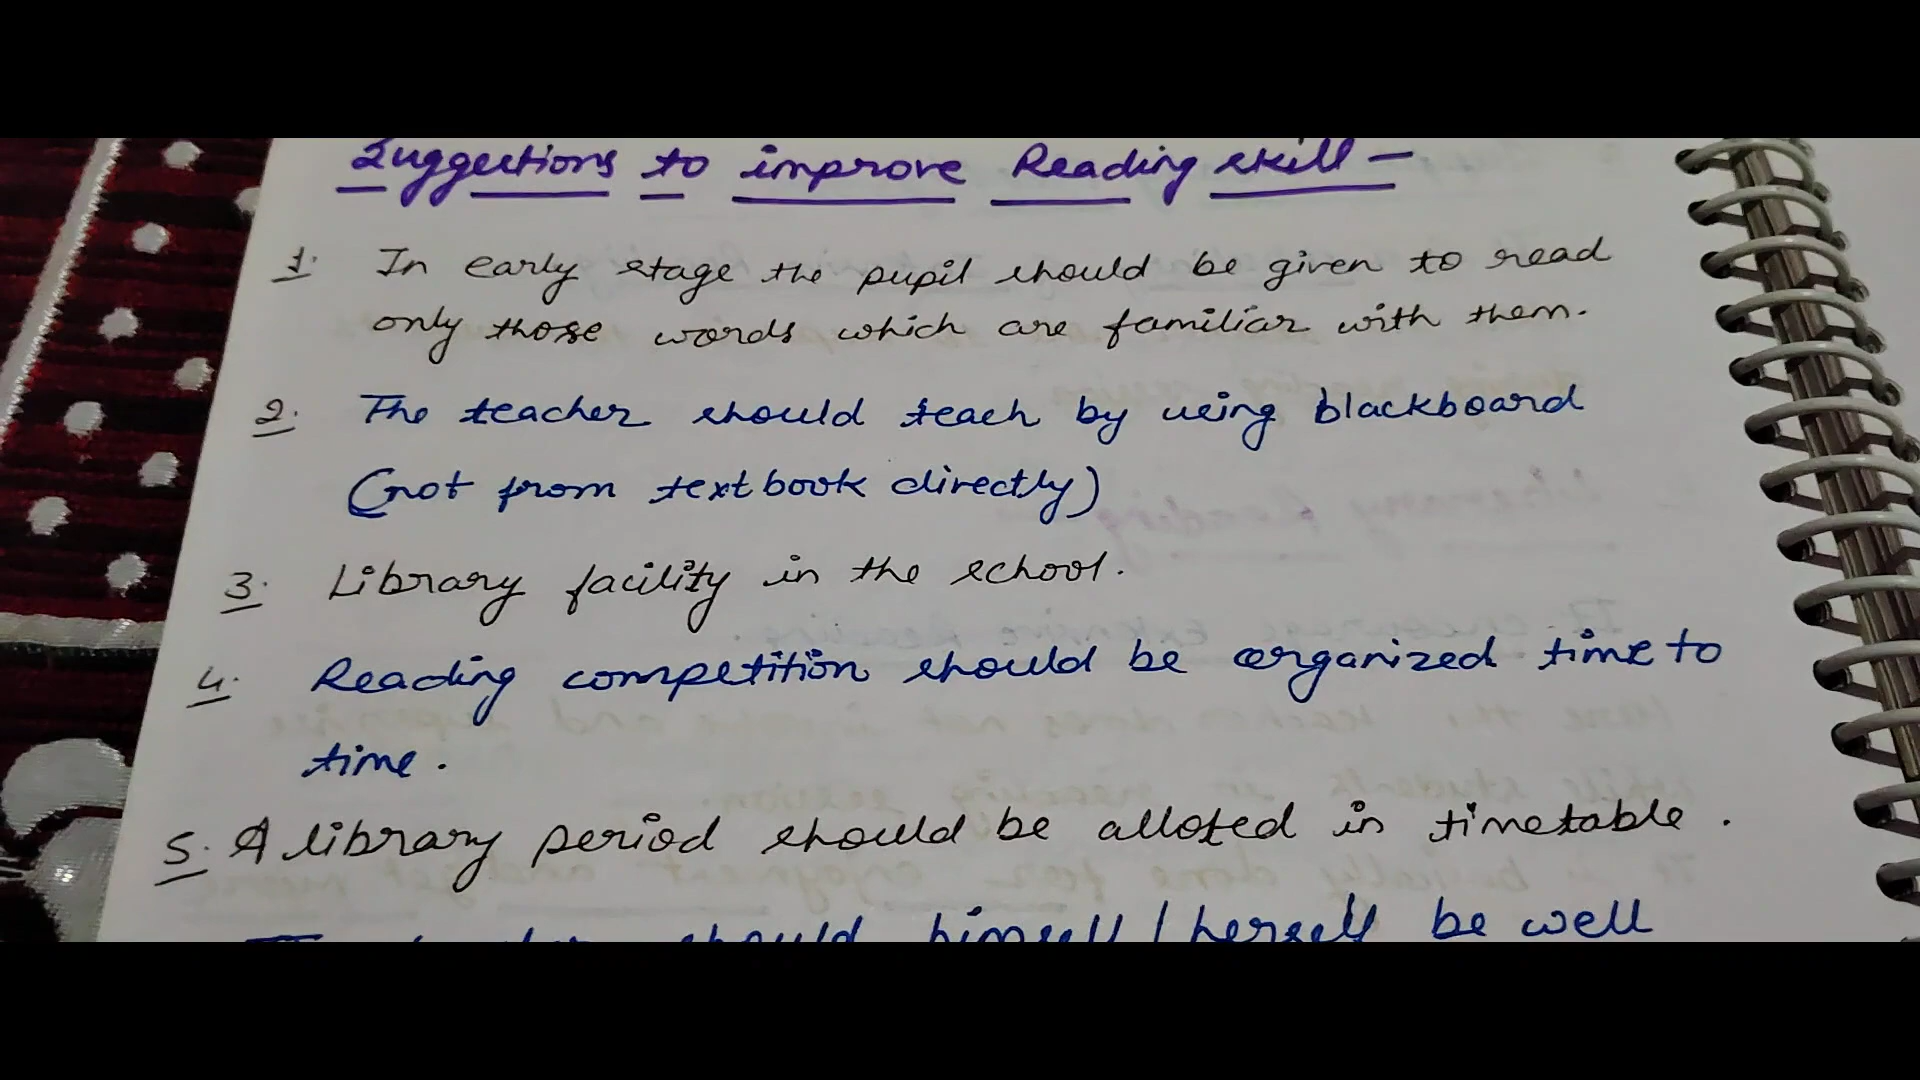 Suggestions to improve Reading skill —
1. In early stage the pupil should be given to read
only those words which are familiar with them.
2. The teacher should teach by using blackboard
(not from textbook directly)
3. Library facility in the school.
4. Reading competition should be organized time to
time.
5. A library period should be alloted in timetable.
should himself / herself be well